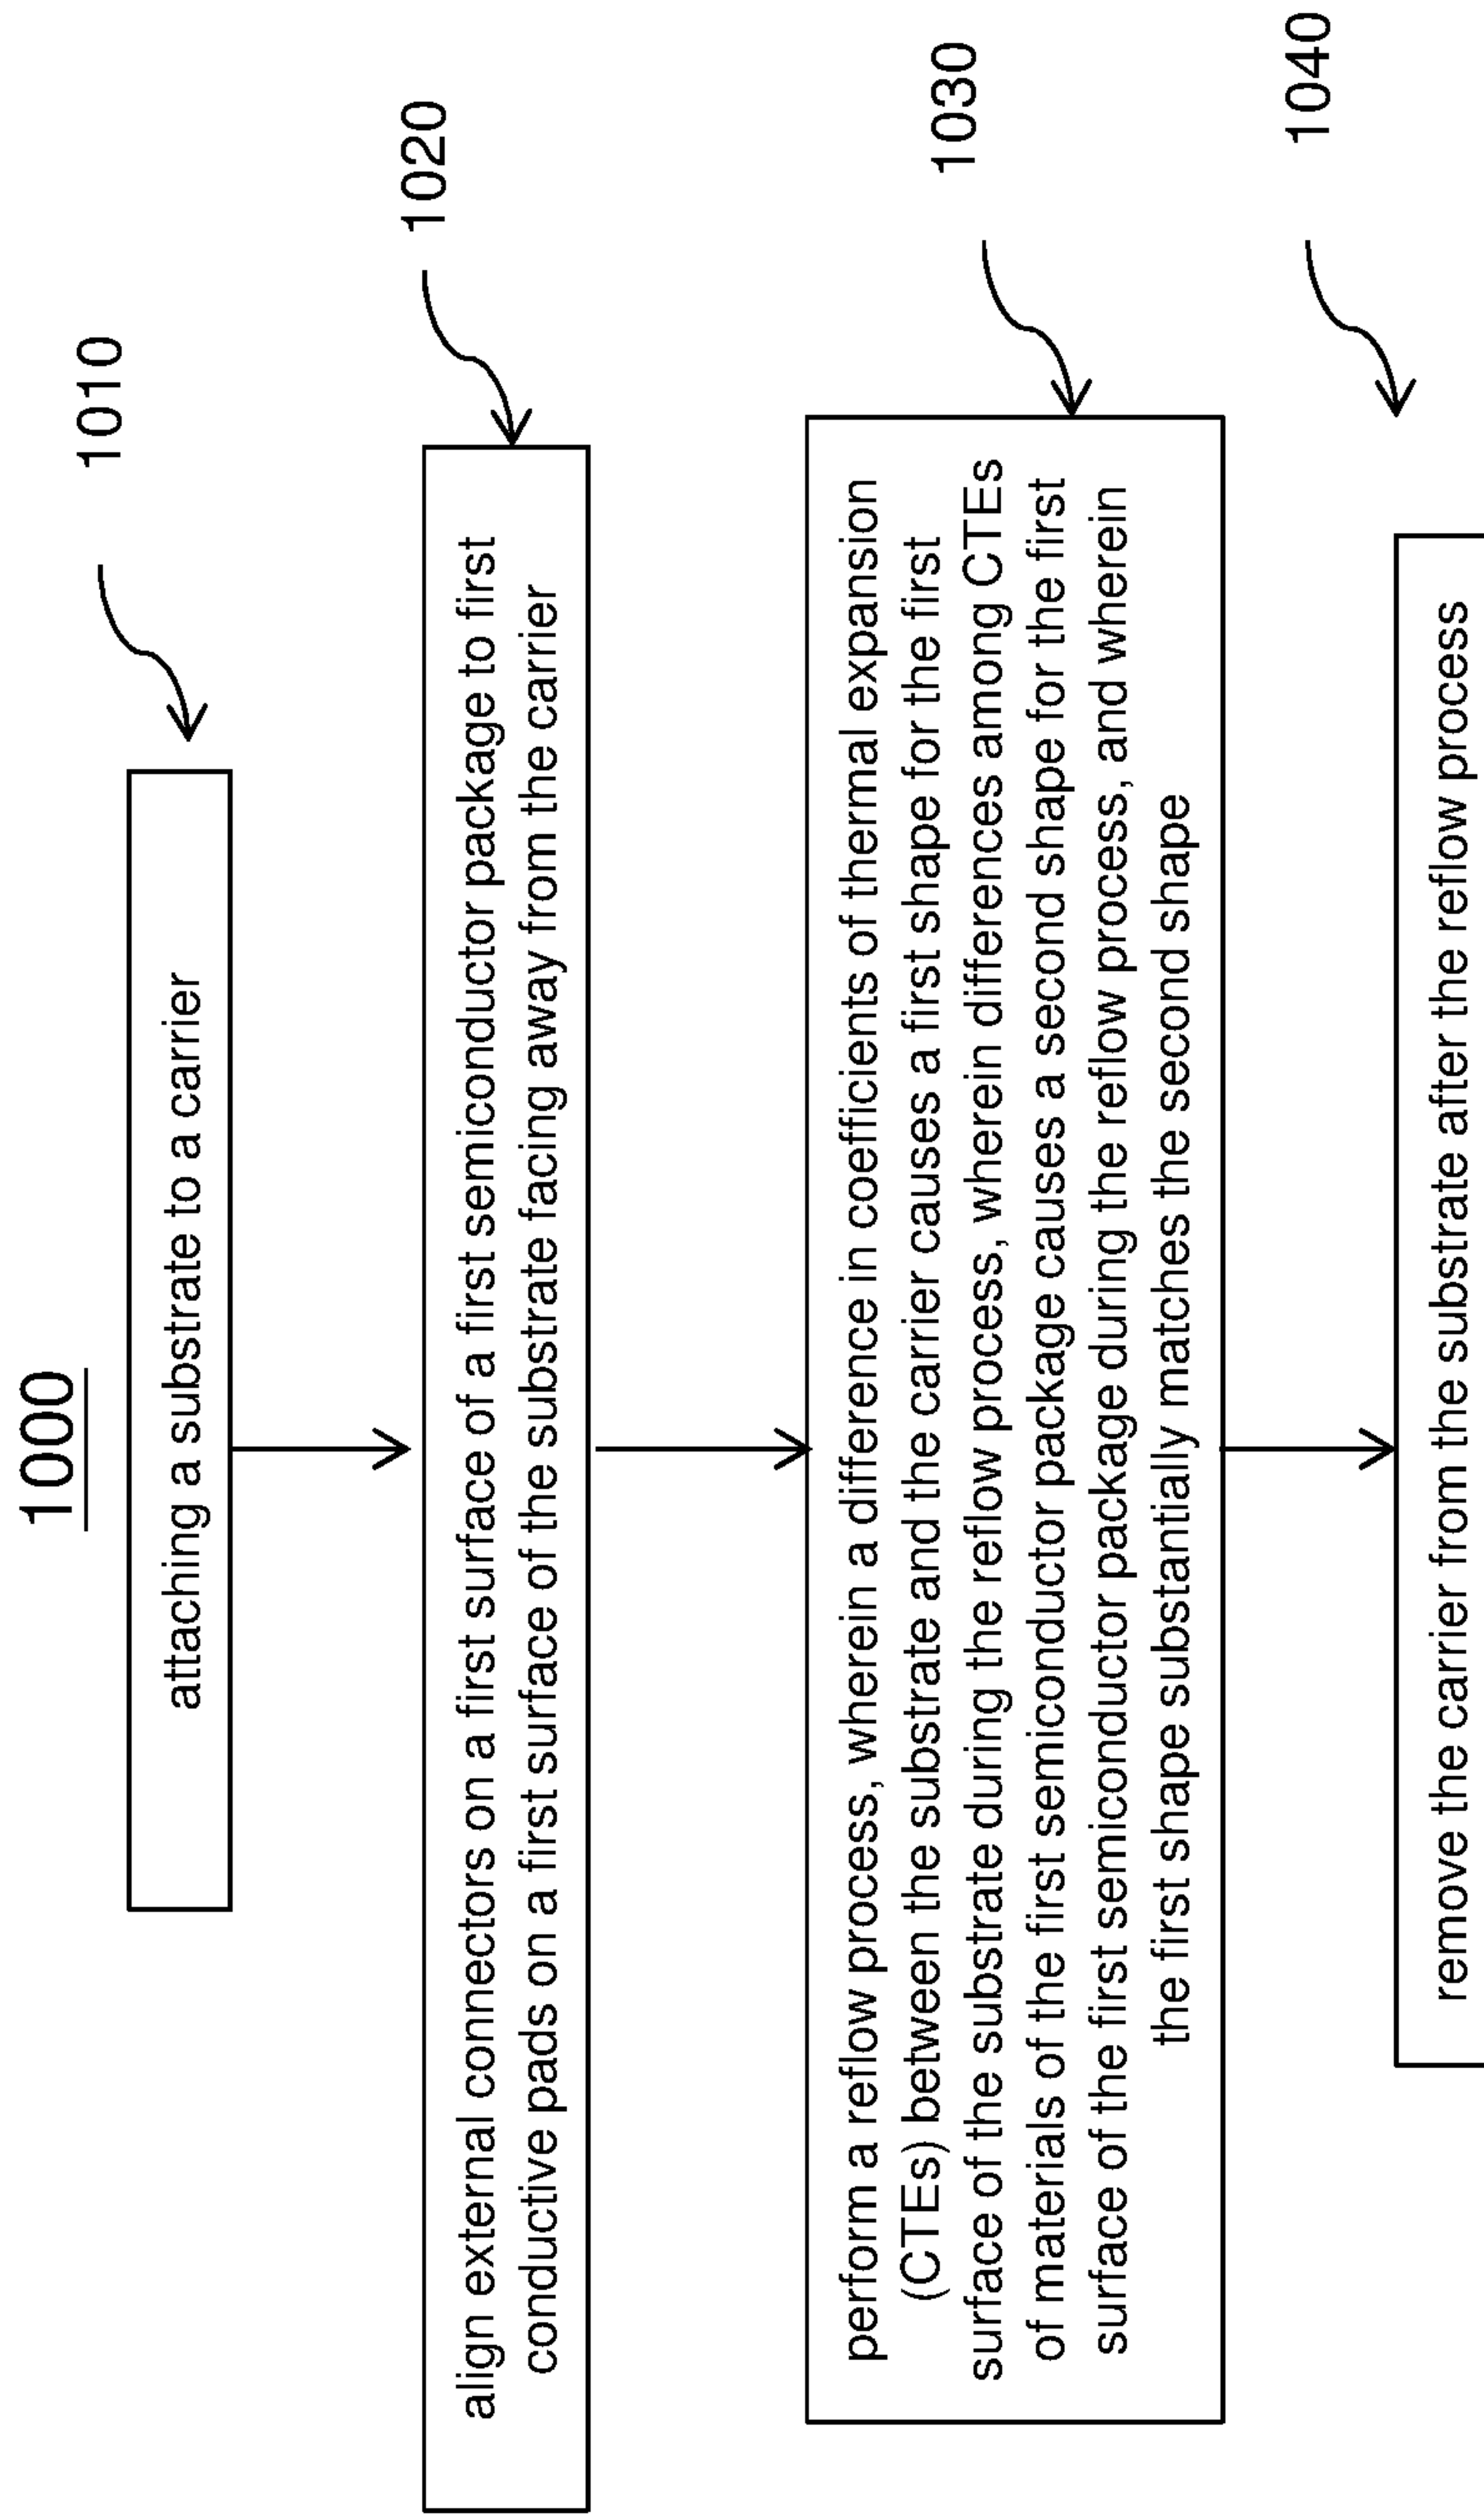 1000
1010
attaching a substrate to a carrier
1020
align external connectors on a first surface of a first semiconductor package to first
conductive pads on a first surface of the substrate facing away from the carrier
1030
perform a reflow process, wherein a difference in coefficients of thermal expansion
(CTEs) between the substrate and the carrier causes a first shape for the first
surface of the substrate during the reflow process, wherein differences among CTEs
of materials of the first semiconductor package causes a second shape for the first
surface of the first semiconductor package during the reflow process, and wherein
the first shape substantially matches the second shape
1040
remove the carrier from the substrate after the reflow process